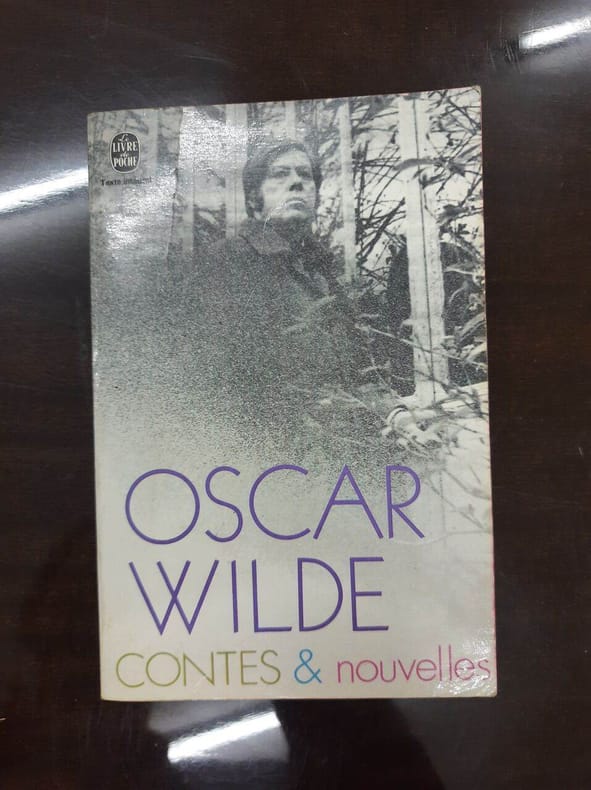 Le
LIVRE
de
POCHE
Texte intégral
OSCAR
WILDE
CONTES & nouvelles